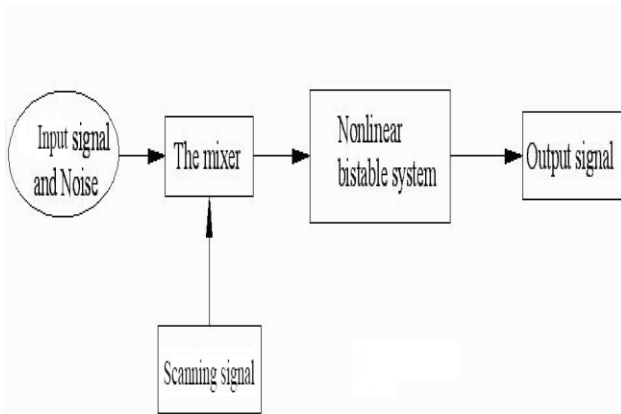 Input signal
and Noise
The mixer
Nonlinear
bistable system
Output signal
Scanning signal